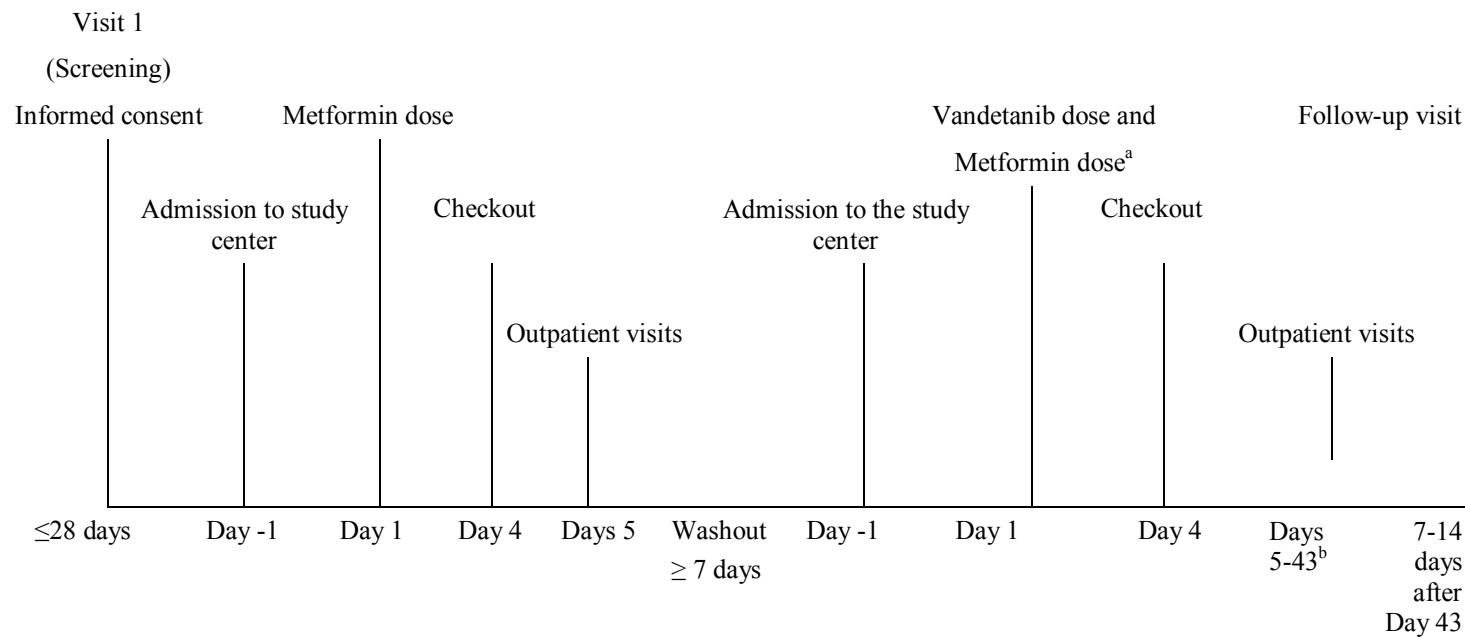 Visit 1
(Screening)
Informed consent
Metformin dose
Vandetanib dose and
Metformin doseᵃ
Follow-up visit
Admission to study
center
Checkout
Admission to the study
center
Checkout
Outpatient visits
Outpatient visits
≤28 days
Day -1
Day 1
Day 4
Days 5
Washout
≥ 7 days
Day -1
Day 1
Day 4
Days
5-43ᵇ
7-14
days
after
Day 43